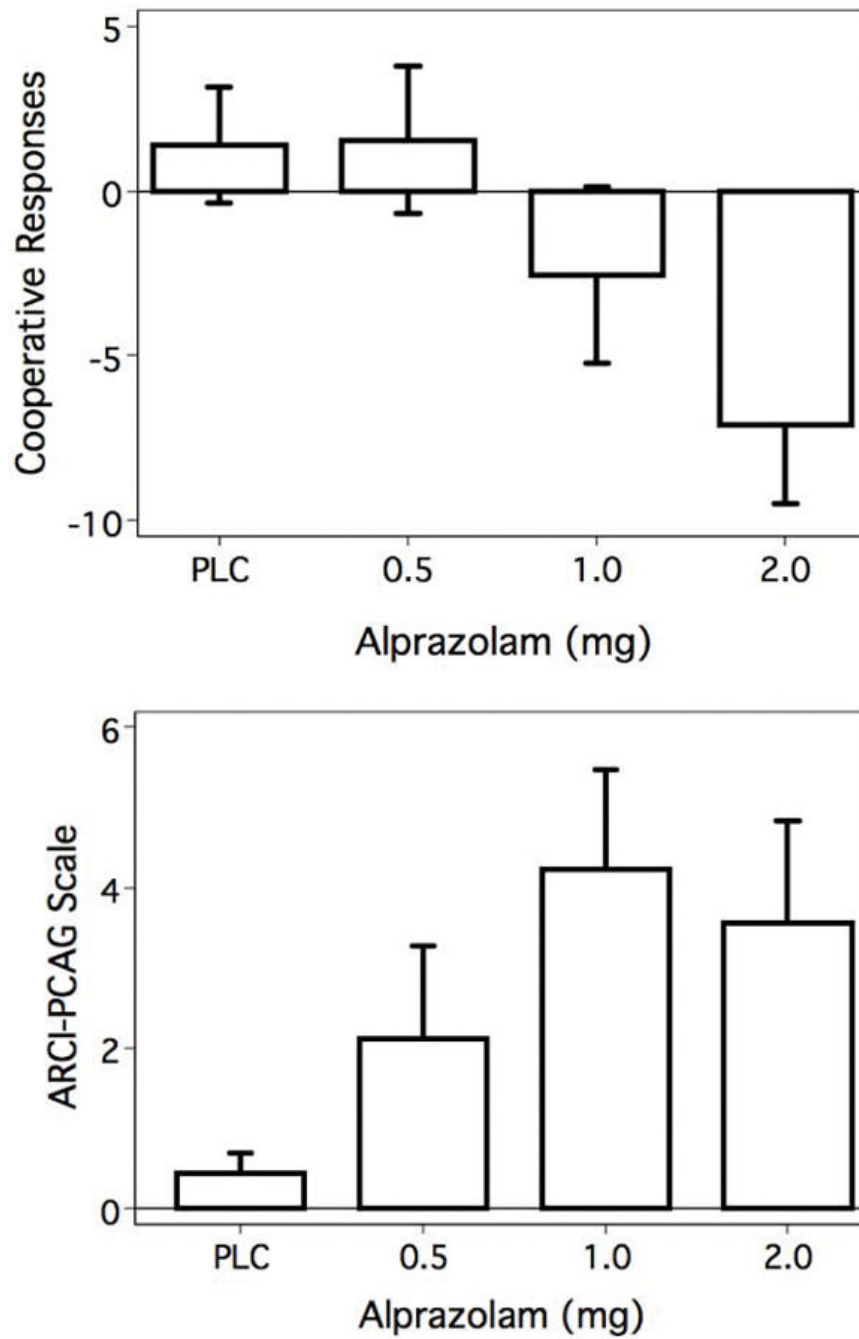 Cooperative Responses
5
0
-5
-10
PLC 0.5 1.0 2.0
Alprazolam (mg)
ARCI-PCAG Scale
6
4
2
0
PLC 0.5 1.0 2.0
Alprazolam (mg)